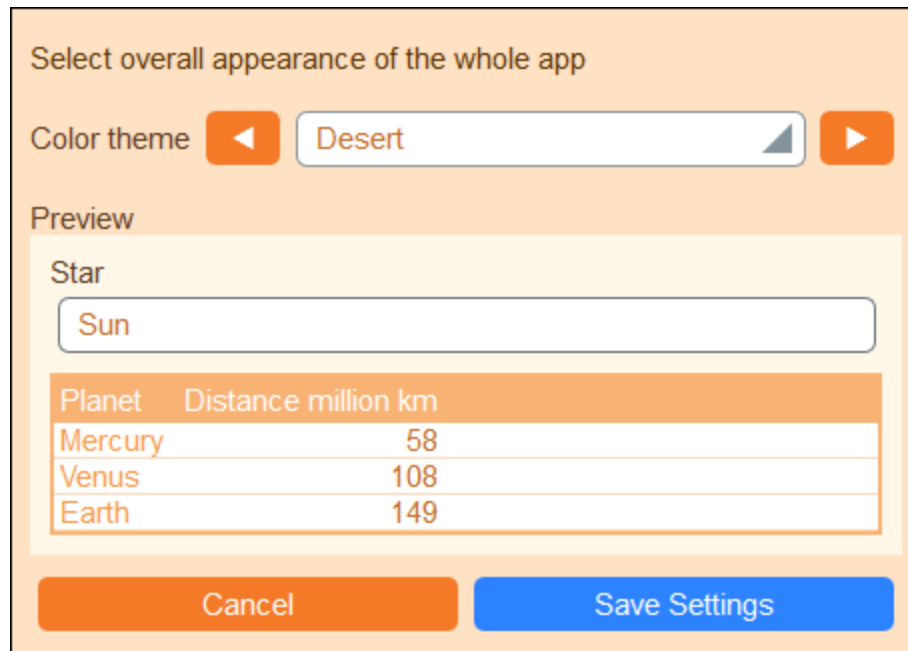 Select overall appearance of the whole app
Color theme Desert
Preview
Star
Sun
Planet Distance million km
Mercury 58
Venus 108
Earth 149
Cancel Save Settings